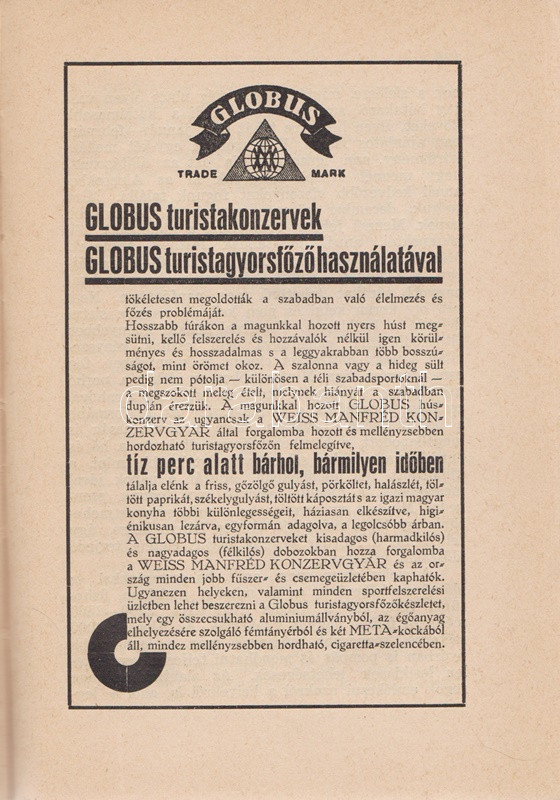 GLOBUS
TRADE MARK
GLOBUS turistakonzervek
GLOBUS turistagyorsfőző használatával
tökéletesen megoldották a szabadban való élelmezés és
főzés problémáját.
Hosszabb túrákon a magunkkal hozott nyers húst meg-
sütni, kellő felszerelés és hozzávalók nélkül igen körül-
ményes és hosszadalmas s a leggyakrabban több bosszú-
ságot, mint örömet okoz. A szalonna vagy a hideg sült
pedig nem pótolja — különösen a téli szabadsportoknál —
a megszokott meleg ételt, helynek hiányát a szabadban
duplán érezzük. A magunkkal hozott GLOBUS hús-
konzerv az ugyancsak a WEISS MANFRÉD KON-
ZERVGYÁR által forgalomba hozott és mellényzsebben
hordozható turistagyorsfőzőn felmelegítve,
tíz perc alatt bárhol, bármilyen időben
tálalja elénk a friss, gőzölgő gulyást, pörköltet, halászlét, töl-
tött paprikát, székelygulyást, töltött káposztát s az igazi magyar
konyha többi különlegességeit, háziasan elkészítve, higi-
énikusan lezárva, egyformán adagolva, a legolcsóbb árban.
A GLOBUS turistakonzerveket kisadagos (harmadkilós)
és nagyadagos (félkilós) dobozokban hozza forgalomba
a WEISS MANFRÉD KONZERVGYÁR és az or-
szág minden jobb fűszer- és csemegeüzletében kaphatók.
Ugyanezen helyeken, valamint minden sportfelszerelési
üzletben lehet beszerezni a Globus turistagyorsfőzőkészletet,
mely egy összecsukható aluminiumállványból, az égőanyag
elhelyezésére szolgáló fémtányérból és két META-kockából
áll, mindez mellényzsebben hordható, cigaretta-szelencében.